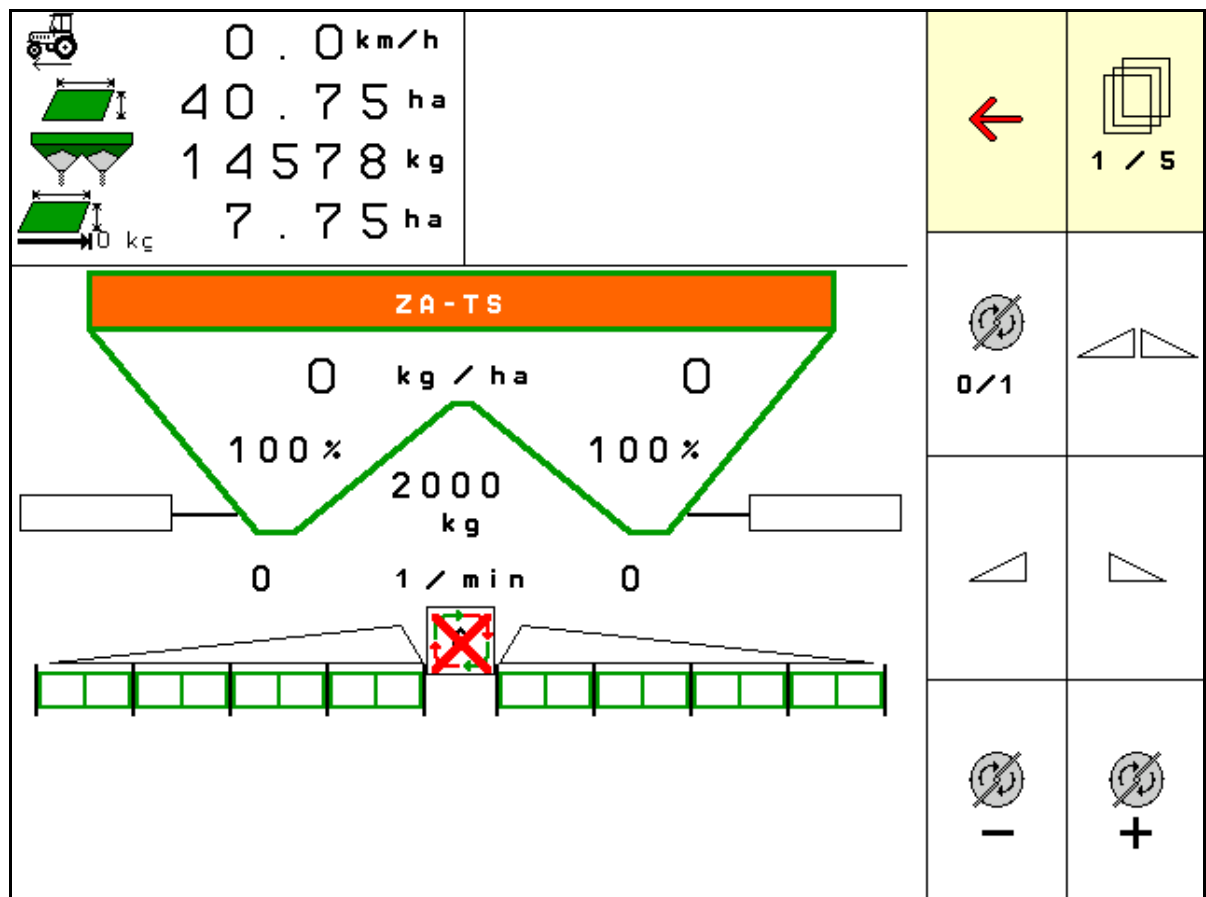 0.0 km/h
40.75 ha
14578 kg
7.75 ha
0 kg
1 / 5
ZA-TS
0 kg/ha 0
0/1
100% 100%
2000
kg
0 1/min 0
-
+